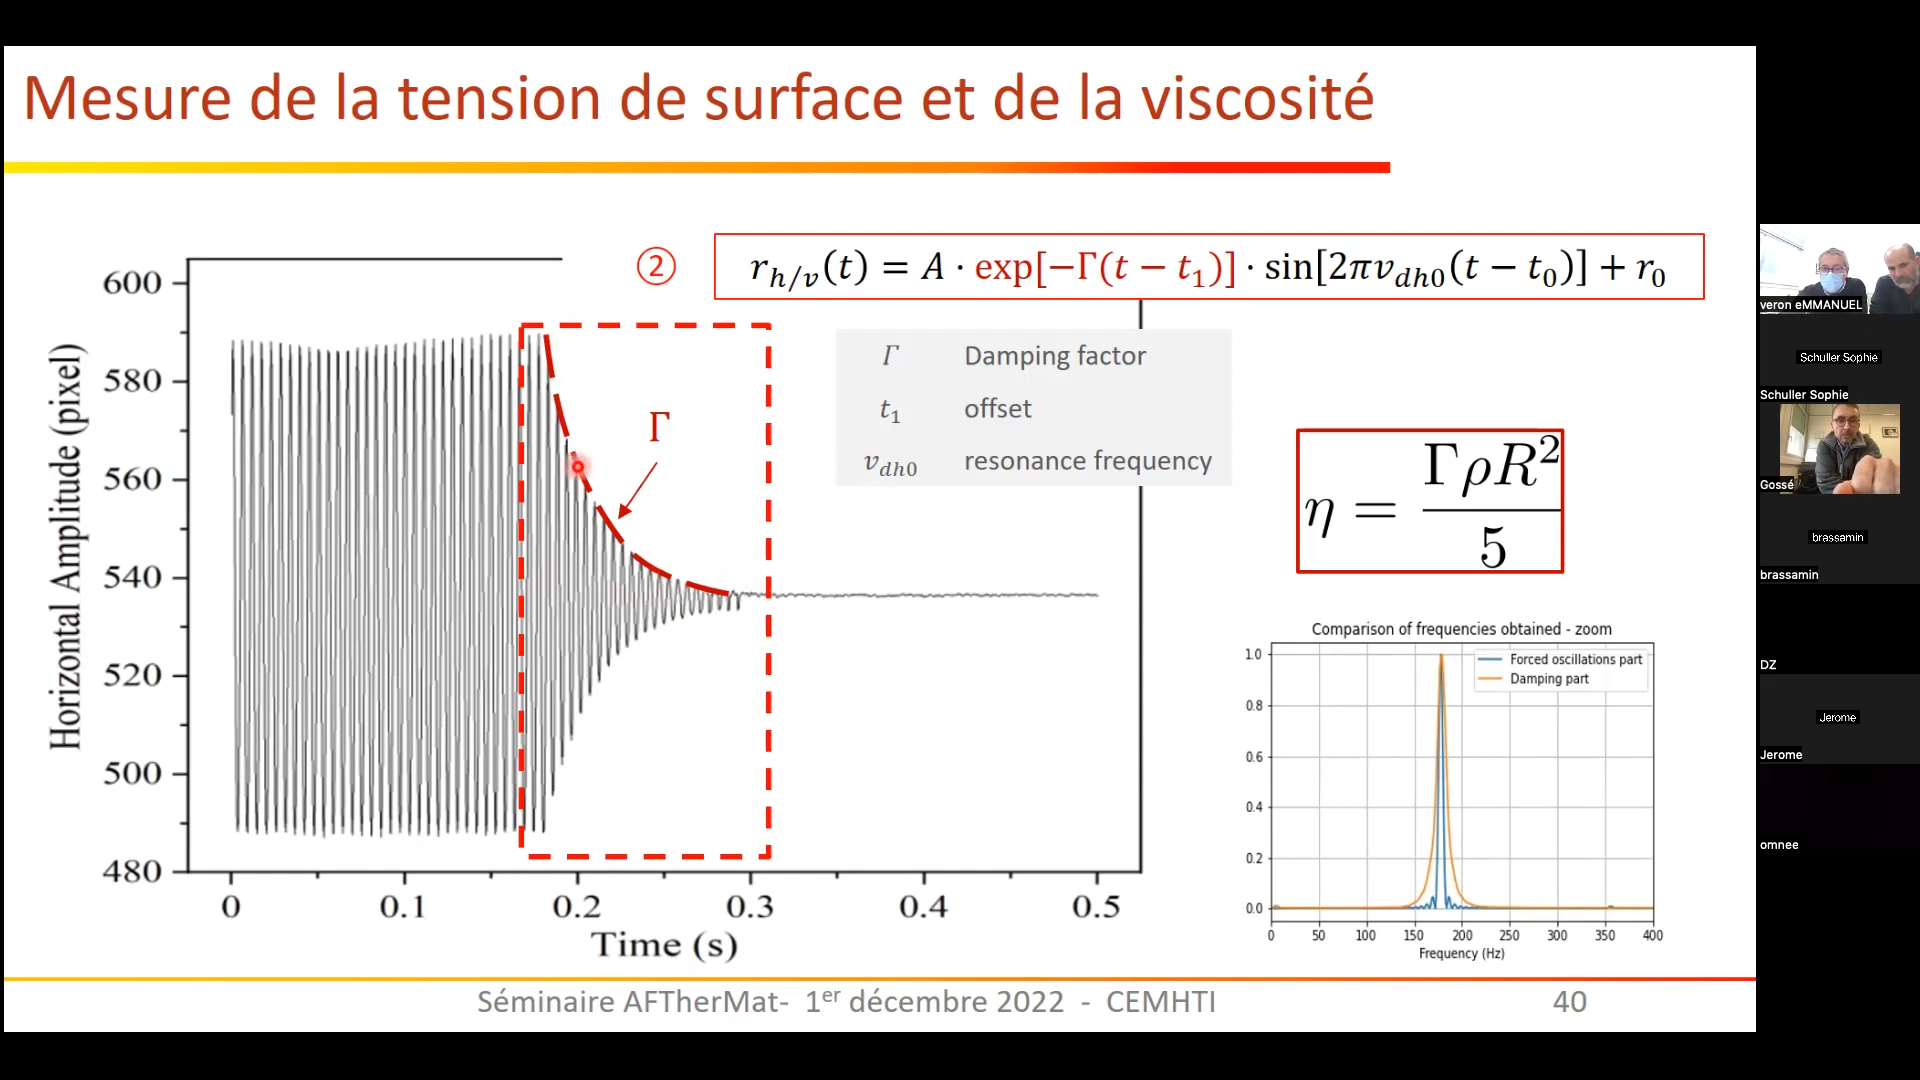 Mesure de la tension de surface et de la viscosité
② r_{h/v}(t) = A · exp[−Γ(t − t_1)] · sin[2πv_{dh0}(t − t_0)] + r_0
Γ Damping factor
t_1 offset
v_{dh0} resonance frequency
Γ
η = ΓρR^2 / 5
Horizontal Amplitude (pixel)
600
580
560
540
520
500
480
0 0.1 0.2 0.3 0.4 0.5
Time (s)
Comparison of frequencies obtained - zoom
Forced oscillations part
Damping part
1.0
0.8
0.6
0.4
0.2
0.0
0 50 100 150 200 250 300 350 400
Frequency (Hz)
Séminaire AFTherMat- 1er décembre 2022 - CEMHTI
40
veron eMMANUEL
Schuller Sophie
Schuller Sophie
Gossé
brassamin
brassamin
DZ
Jerome
Jerome
omnee